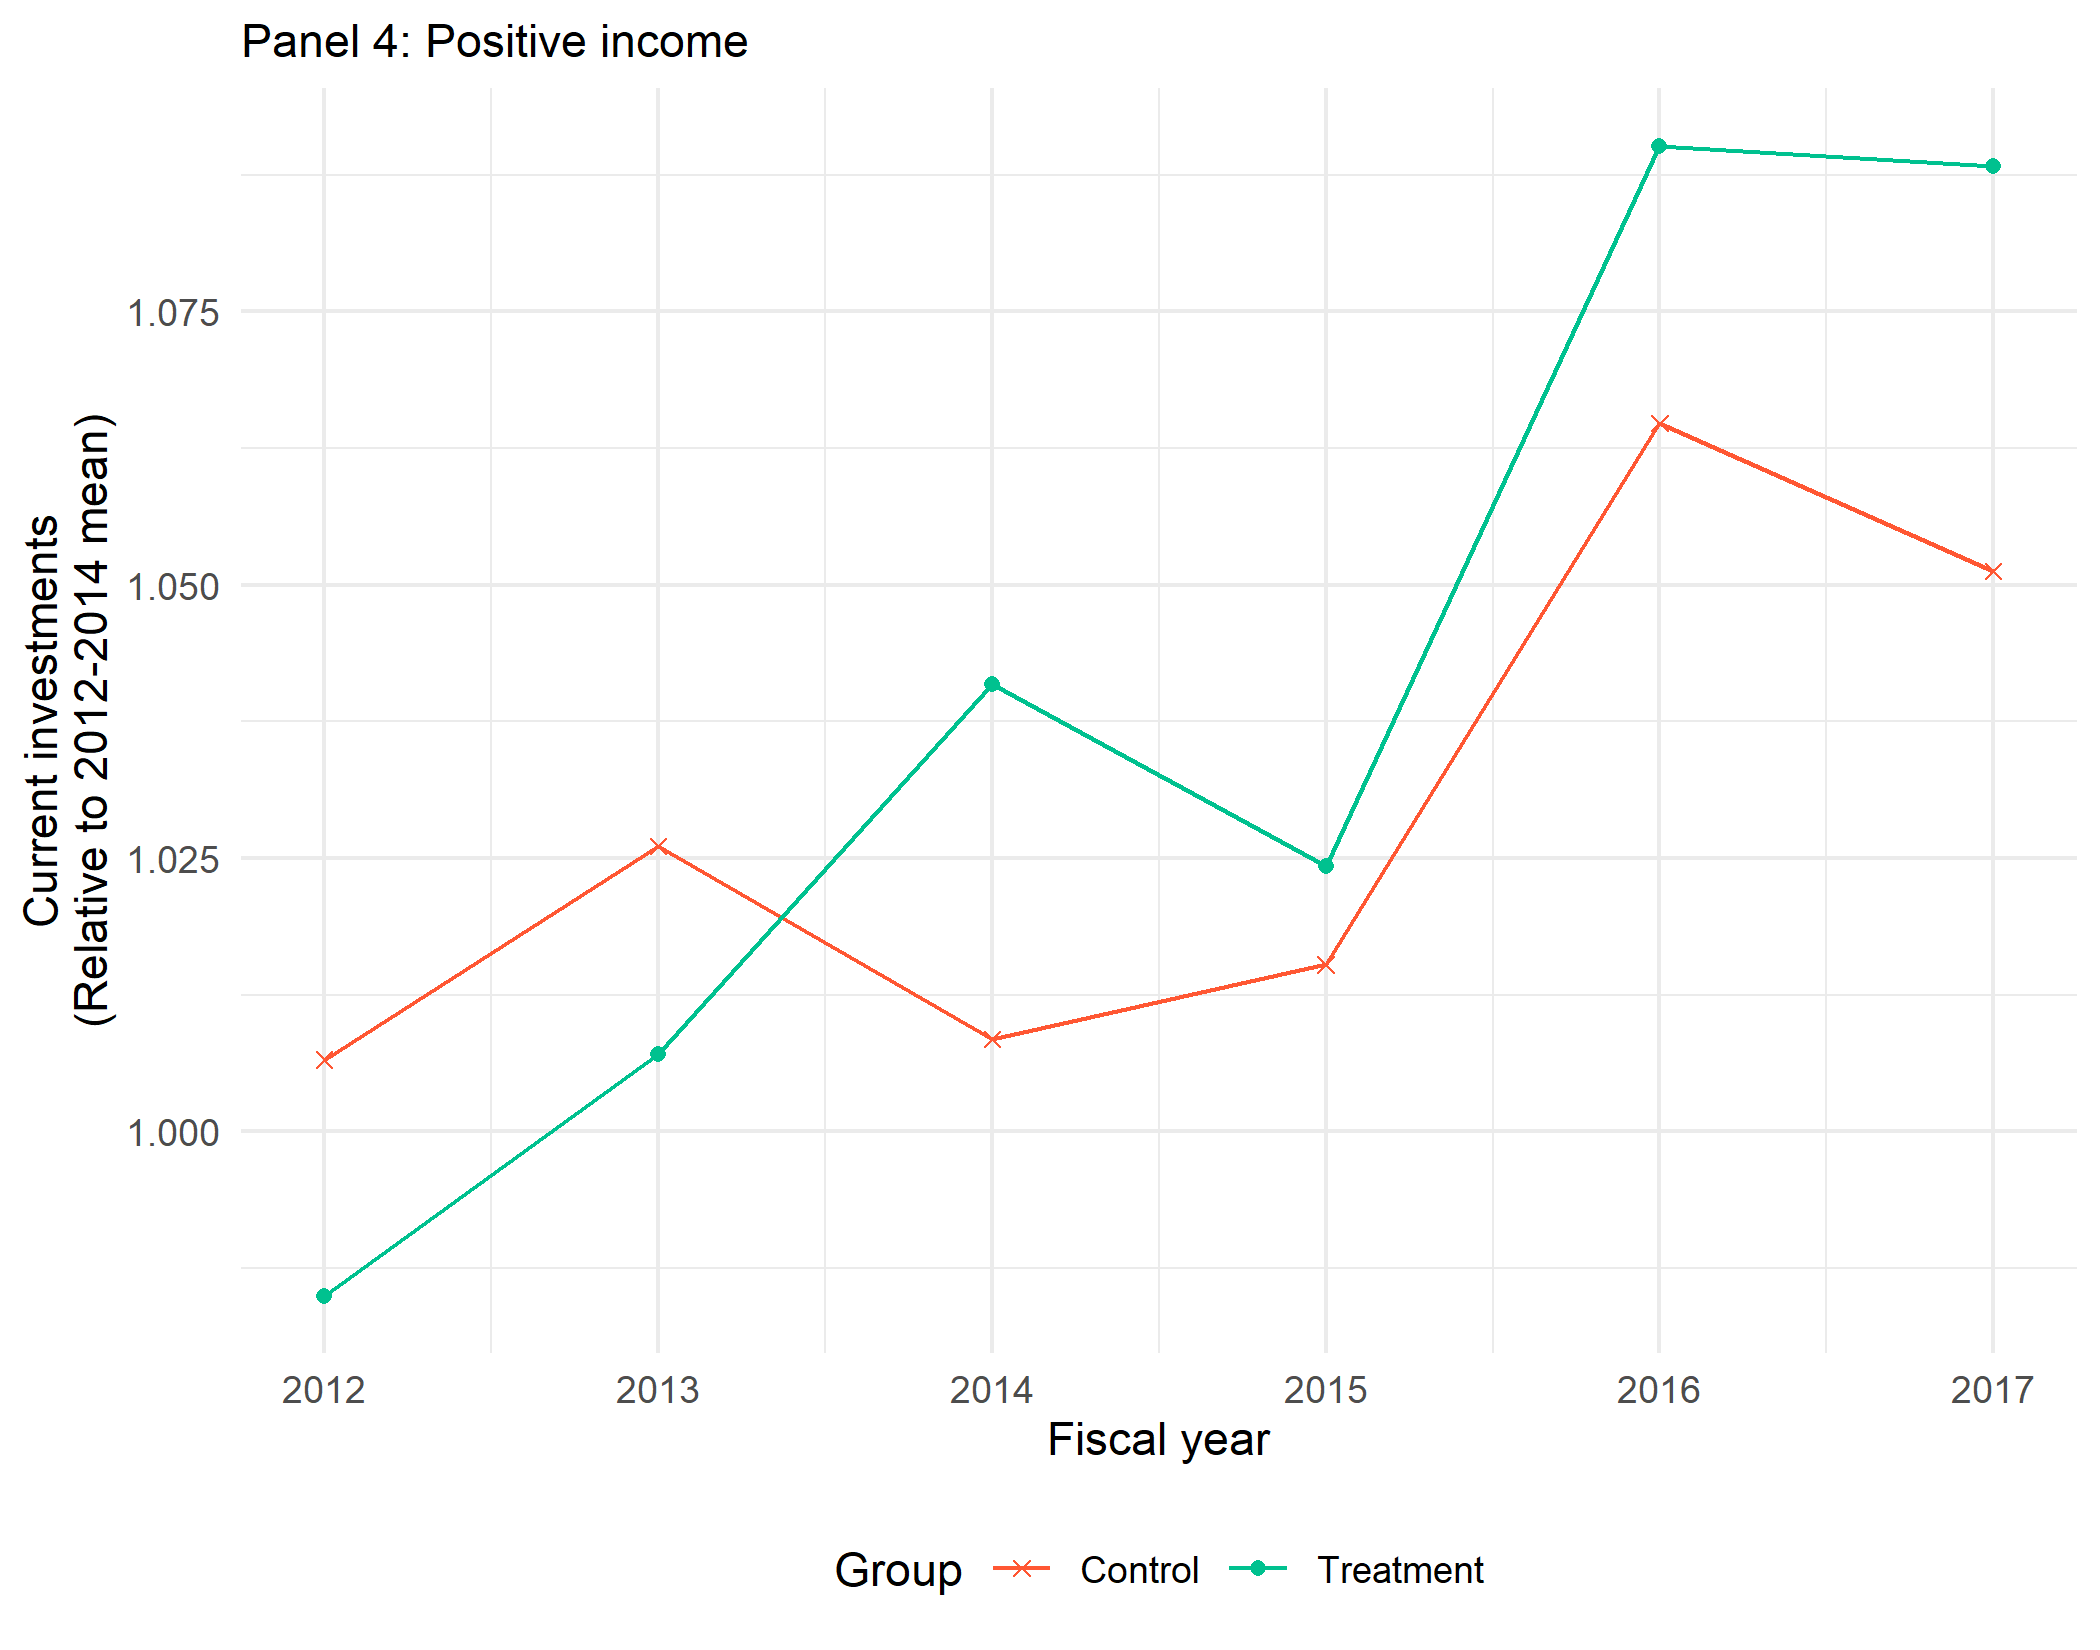 Panel 4: Positive income
Current investments
(Relative to 2012-2014 mean)
1.075
1.050
1.025
1.000
2012 2013 2014 2015 2016 2017
Fiscal year
Group Control Treatment